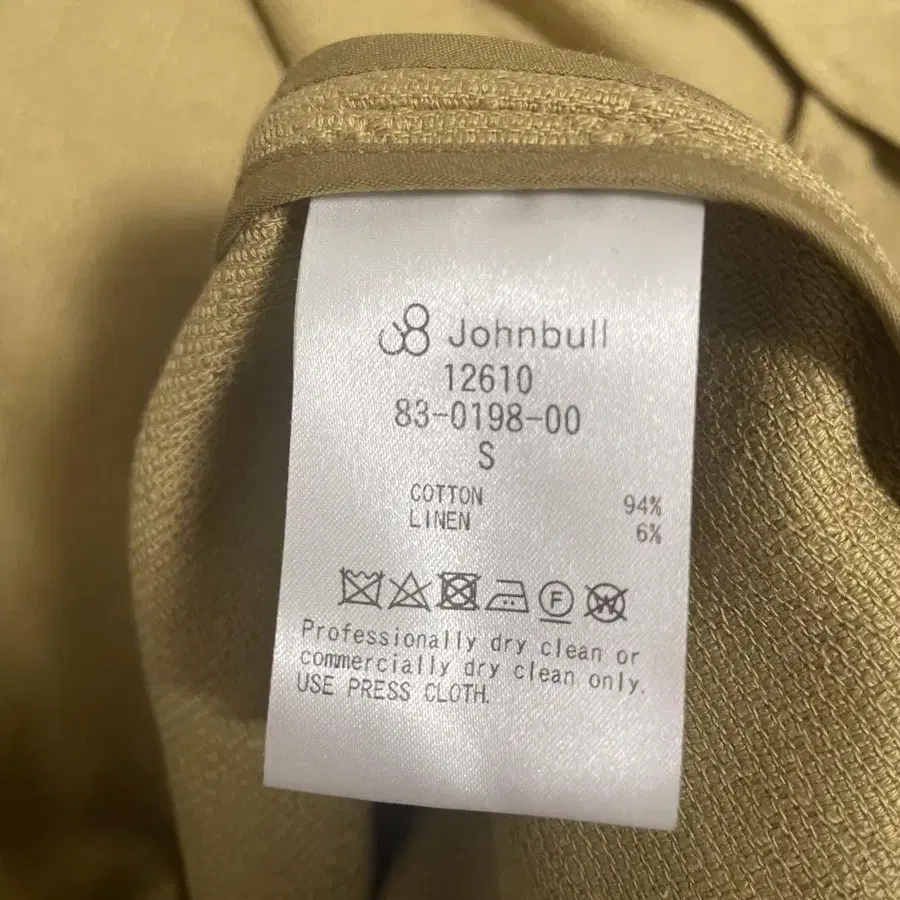 Johnbull
12610
83-0198-00
S
COTTON 94%
LINEN 6%
F W
Professionally dry clean or
commercially dry clean only.
USE PRESS CLOTH.